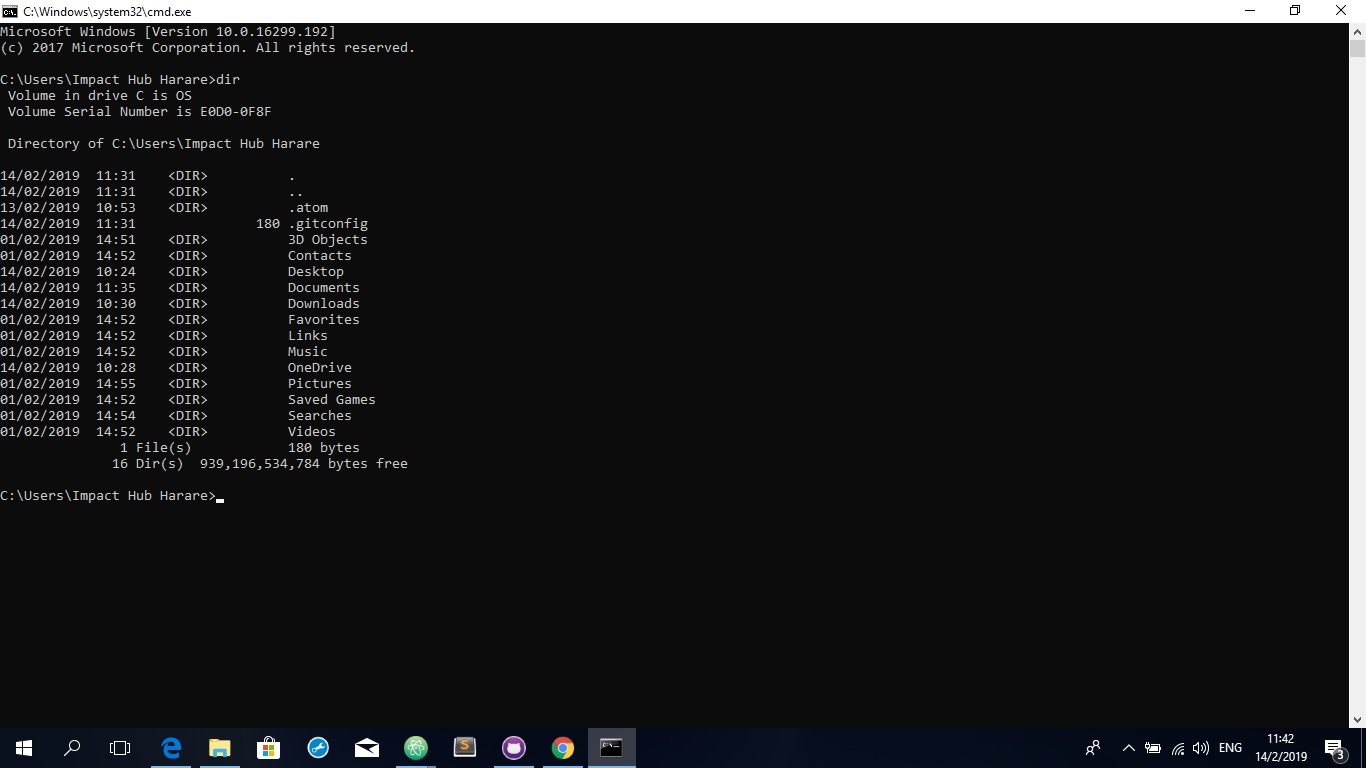 C:\Windows\system32\cmd.exe
Microsoft Windows [Version 10.0.16299.192]
(c) 2017 Microsoft Corporation. All rights reserved.
C:\Users\Impact Hub Harare>dir
 Volume in drive C is OS
 Volume Serial Number is E0D0-0F8F
 Directory of C:\Users\Impact Hub Harare
14/02/2019  11:31    <DIR>          .
14/02/2019  11:31    <DIR>          ..
13/02/2019  10:53    <DIR>          .atom
14/02/2019  11:31               180 .gitconfig
01/02/2019  14:51    <DIR>          3D Objects
01/02/2019  14:52    <DIR>          Contacts
14/02/2019  10:24    <DIR>          Desktop
14/02/2019  11:35    <DIR>          Documents
14/02/2019  10:30    <DIR>          Downloads
01/02/2019  14:52    <DIR>          Favorites
01/02/2019  14:52    <DIR>          Links
01/02/2019  14:52    <DIR>          Music
14/02/2019  10:28    <DIR>          OneDrive
01/02/2019  14:55    <DIR>          Pictures
01/02/2019  14:52    <DIR>          Saved Games
01/02/2019  14:54    <DIR>          Searches
01/02/2019  14:52    <DIR>          Videos
               1 File(s)            180 bytes
              16 Dir(s)  939,196,534,784 bytes free
C:\Users\Impact Hub Harare>
ENG
11:42
14/2/2019
3